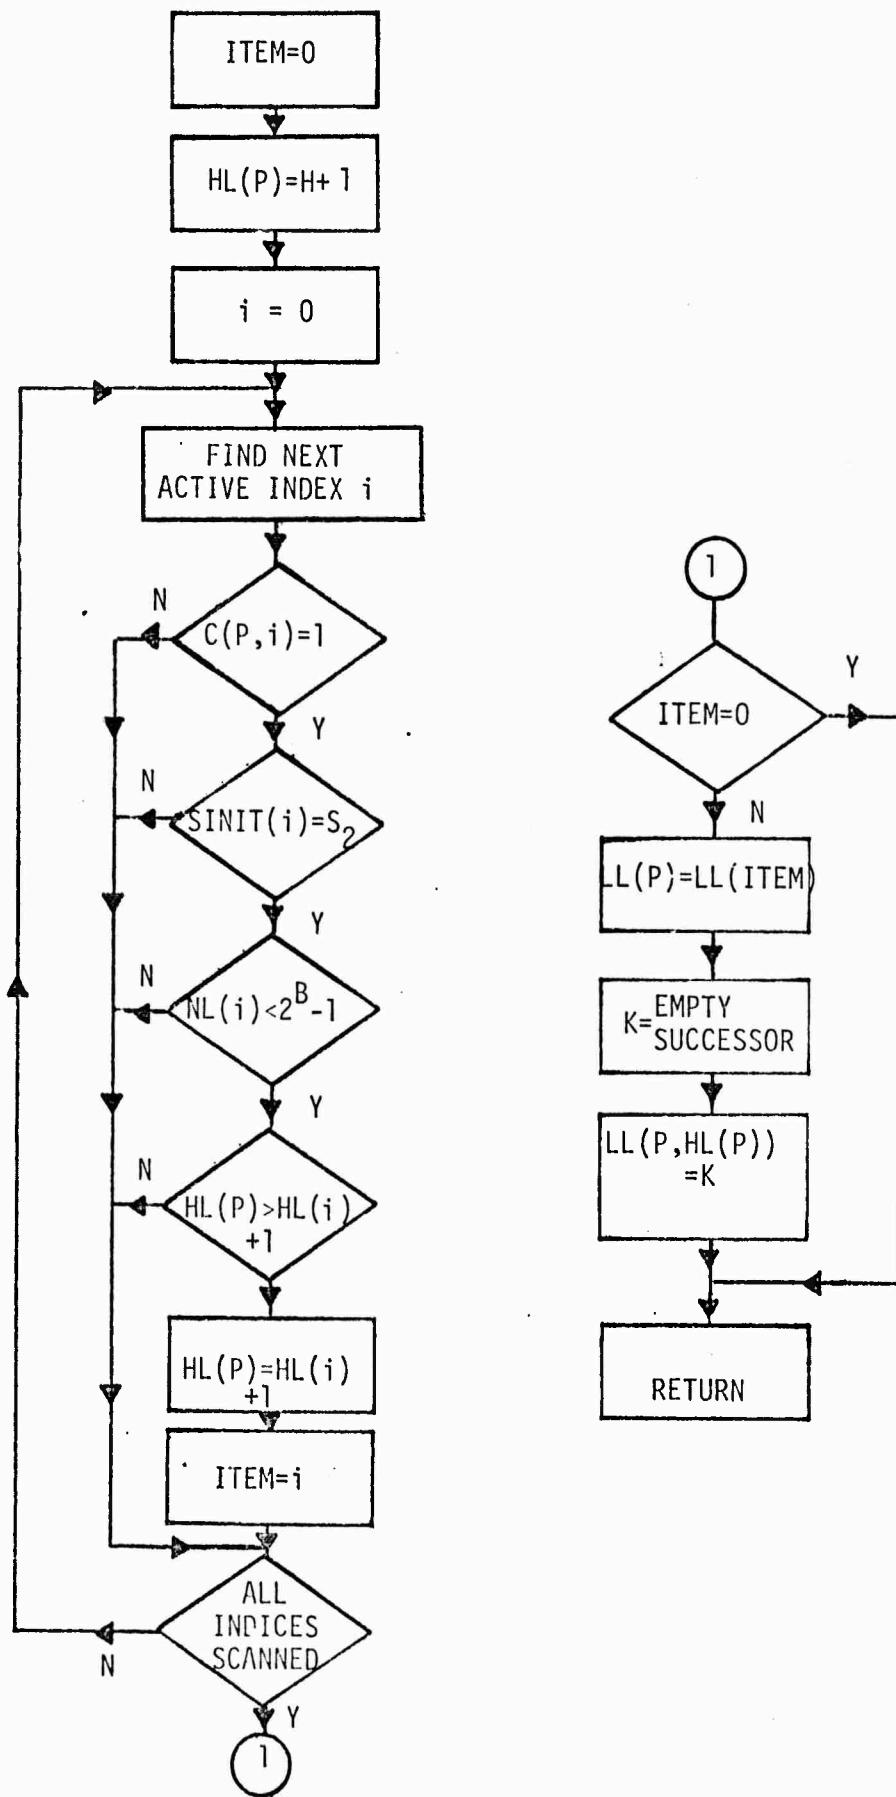 ITEM=0
HL(P)=H+1
i = 0
FIND NEXT
ACTIVE INDEX i
N
C(P,i)=1
Y
N
SINIT(i)=S₂
Y
N
NL(i)<2^B-1
Y
N
HL(P)>HL(i)
+1
HL(P)=HL(i)
+1
ITEM=i
ALL
INDICES
SCANNED
N
Y
1
1
ITEM=0
Y
N
LL(P)=LL(ITEM)
K=EMPTY
SUCCESSOR
LL(P,HL(P))
=K
RETURN